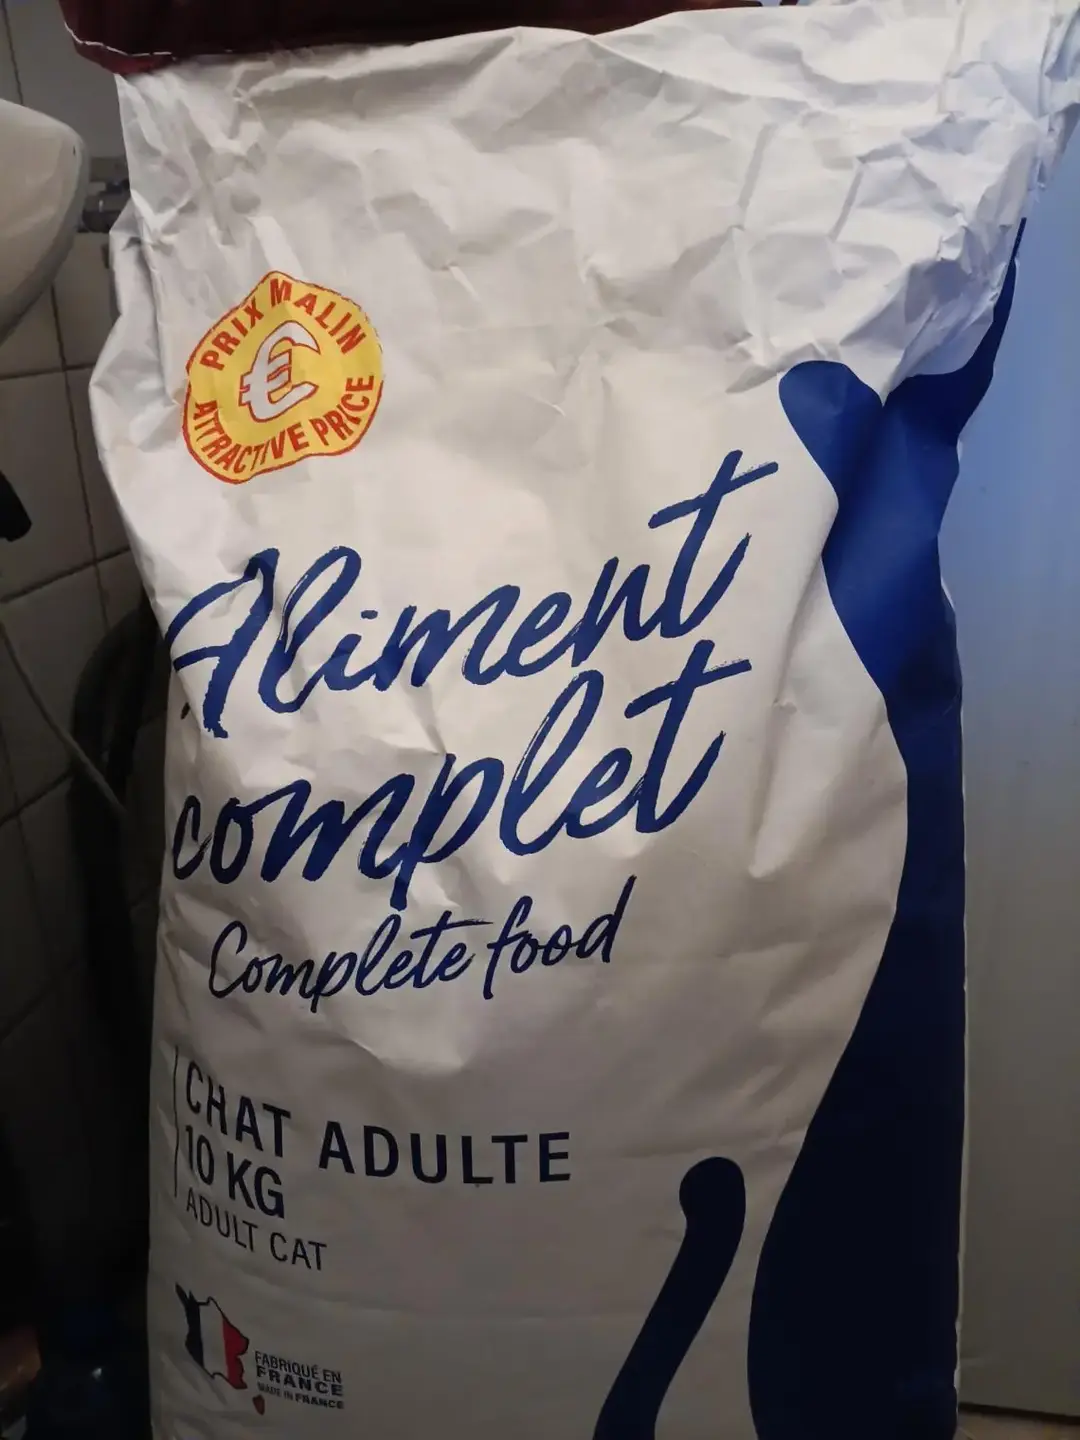 PRIX MALIN
€
ATTRACTIVE PRICE
Aliment
complet
Complete food
CHAT ADULTE
10 KG
ADULT CAT
FABRIQUÉ EN
FRANCE
MADE IN FRANCE